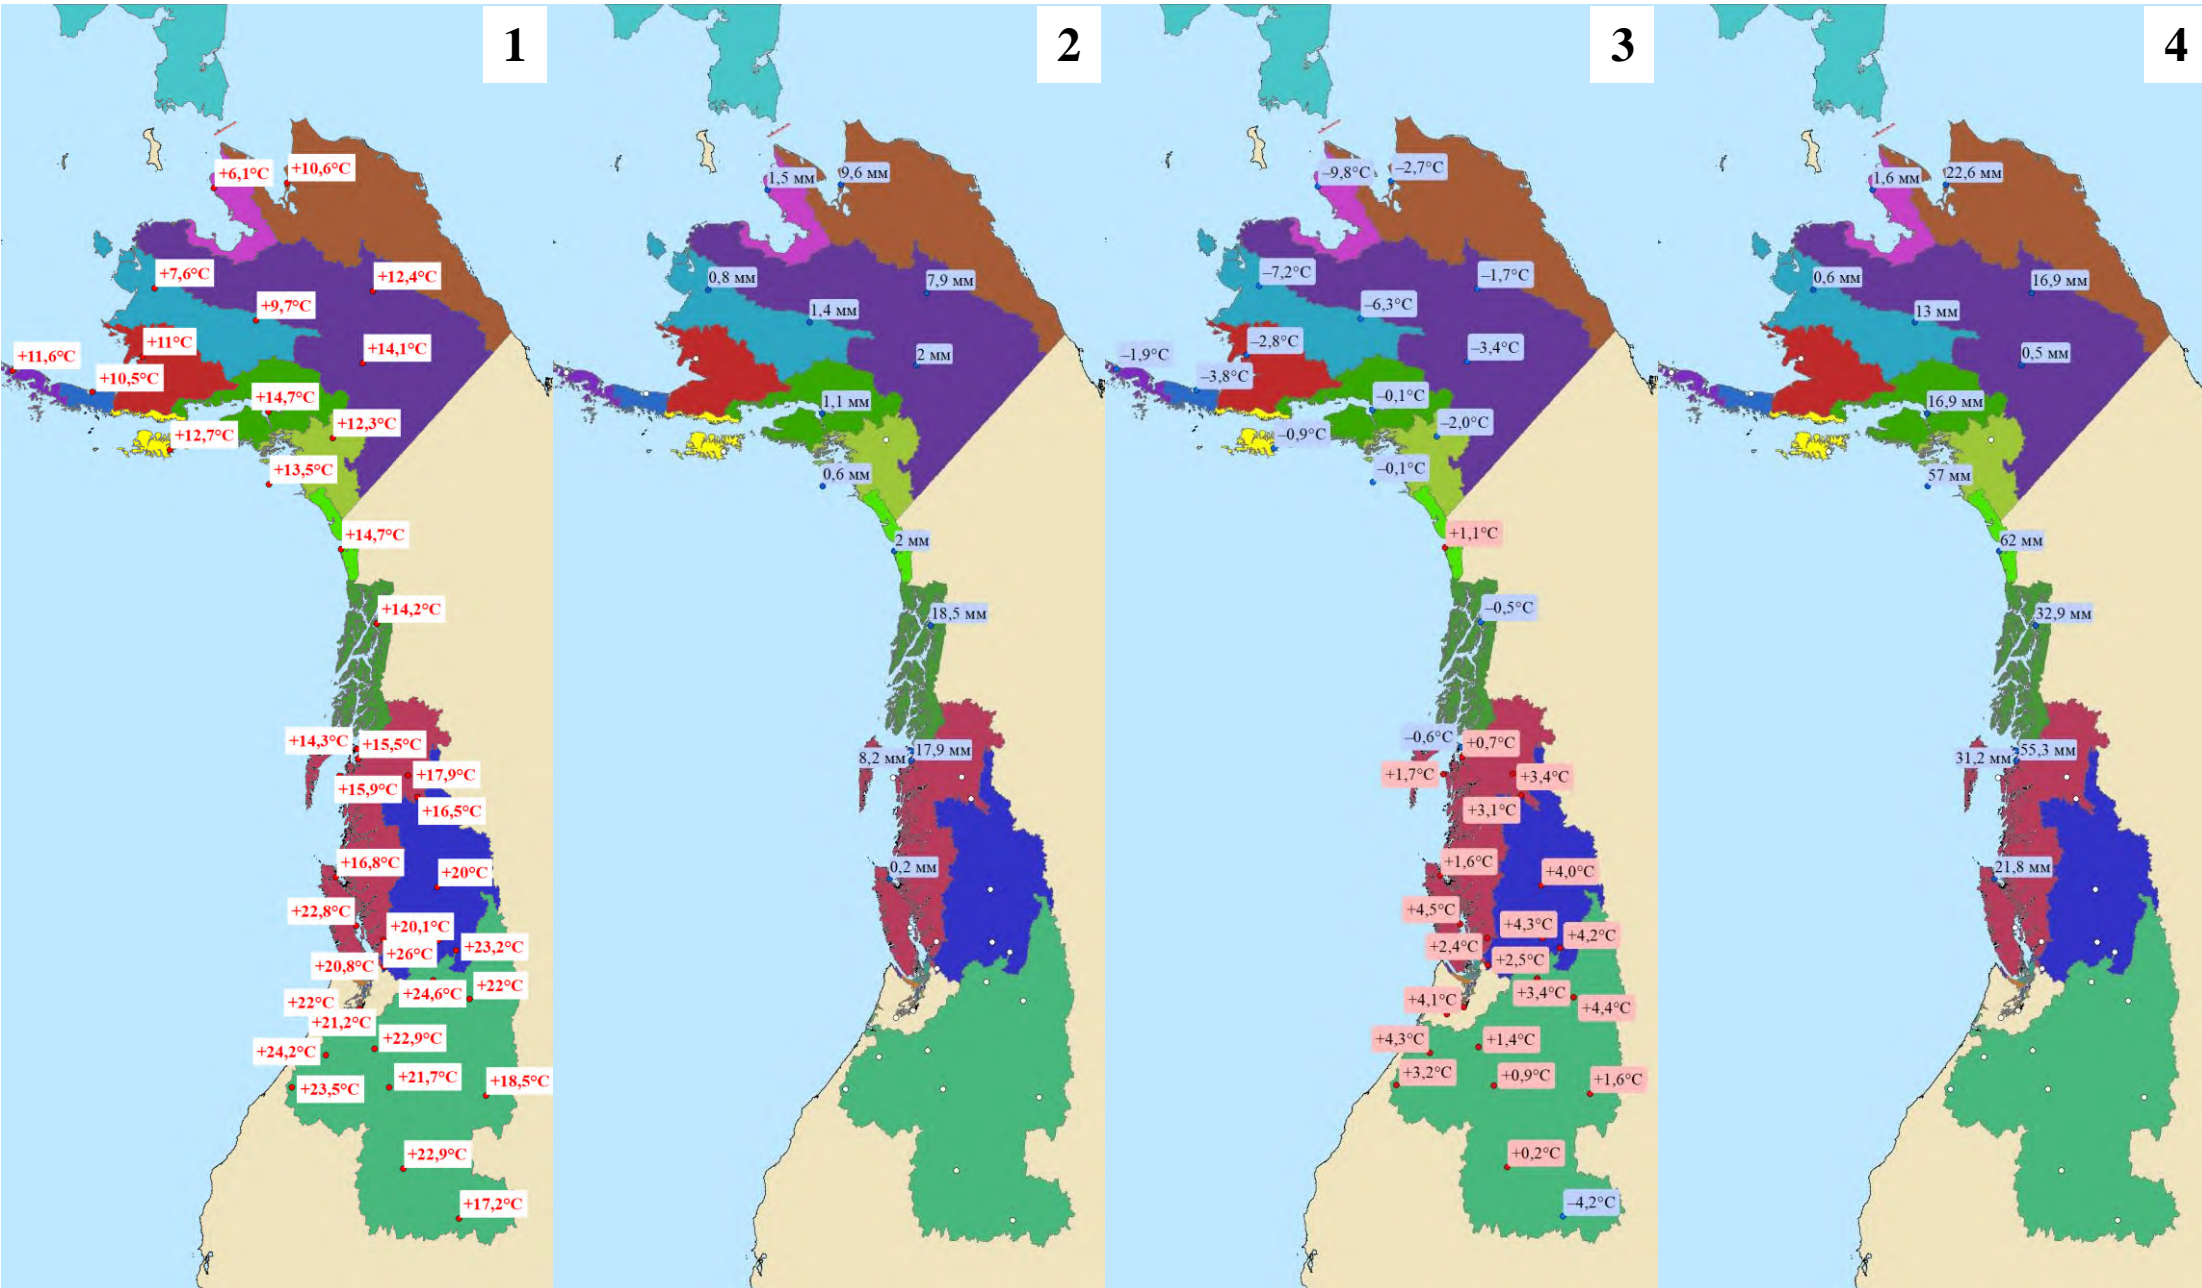 1
+6,1°C
+10,6°C
+7,6°C
+12,4°C
+9,7°C
+11°C
+14,1°C
+11,6°C
+10,5°C
+14,7°C
+12,3°C
+12,7°C
+13,5°C
+14,7°C
+14,2°C
+14,3°C
+15,5°C
+17,9°C
+15,9°C
+16,5°C
+16,8°C
+20°C
+22,8°C
+20,1°C
+23,2°C
+26°C
+20,8°C
+22°C
+24,6°C
+22°C
+21,2°C
+22,9°C
+24,2°C
+21,7°C
+18,5°C
+23,5°C
+22,9°C
+17,2°C
2
1,5 мм
9,6 мм
0,8 мм
7,9 мм
1,4 мм
2 мм
1,1 мм
0,6 мм
2 мм
18,5 мм
17,9 мм
8,2 мм
0,2 мм
3
–9,8°C
–2,7°C
–7,2°C
–1,7°C
–6,3°C
–2,8°C
–3,4°C
–1,9°C
–3,8°C
–0,1°C
–2,0°C
–0,9°C
–0,1°C
+1,1°C
–0,5°C
–0,6°C
+0,7°C
+1,7°C
+3,4°C
+3,1°C
+1,6°C
+4,0°C
+4,5°C
+4,3°C
+4,2°C
+2,4°C
+2,5°C
+3,4°C
+4,1°C
+4,4°C
+4,3°C
+1,4°C
+3,2°C
+0,9°C
+1,6°C
+0,2°C
–4,2°C
4
1,6 мм
22,6 мм
0,6 мм
16,9 мм
13 мм
0,5 мм
16,9 мм
57 мм
62 мм
32,9 мм
55,3 мм
31,2 мм
21,8 мм